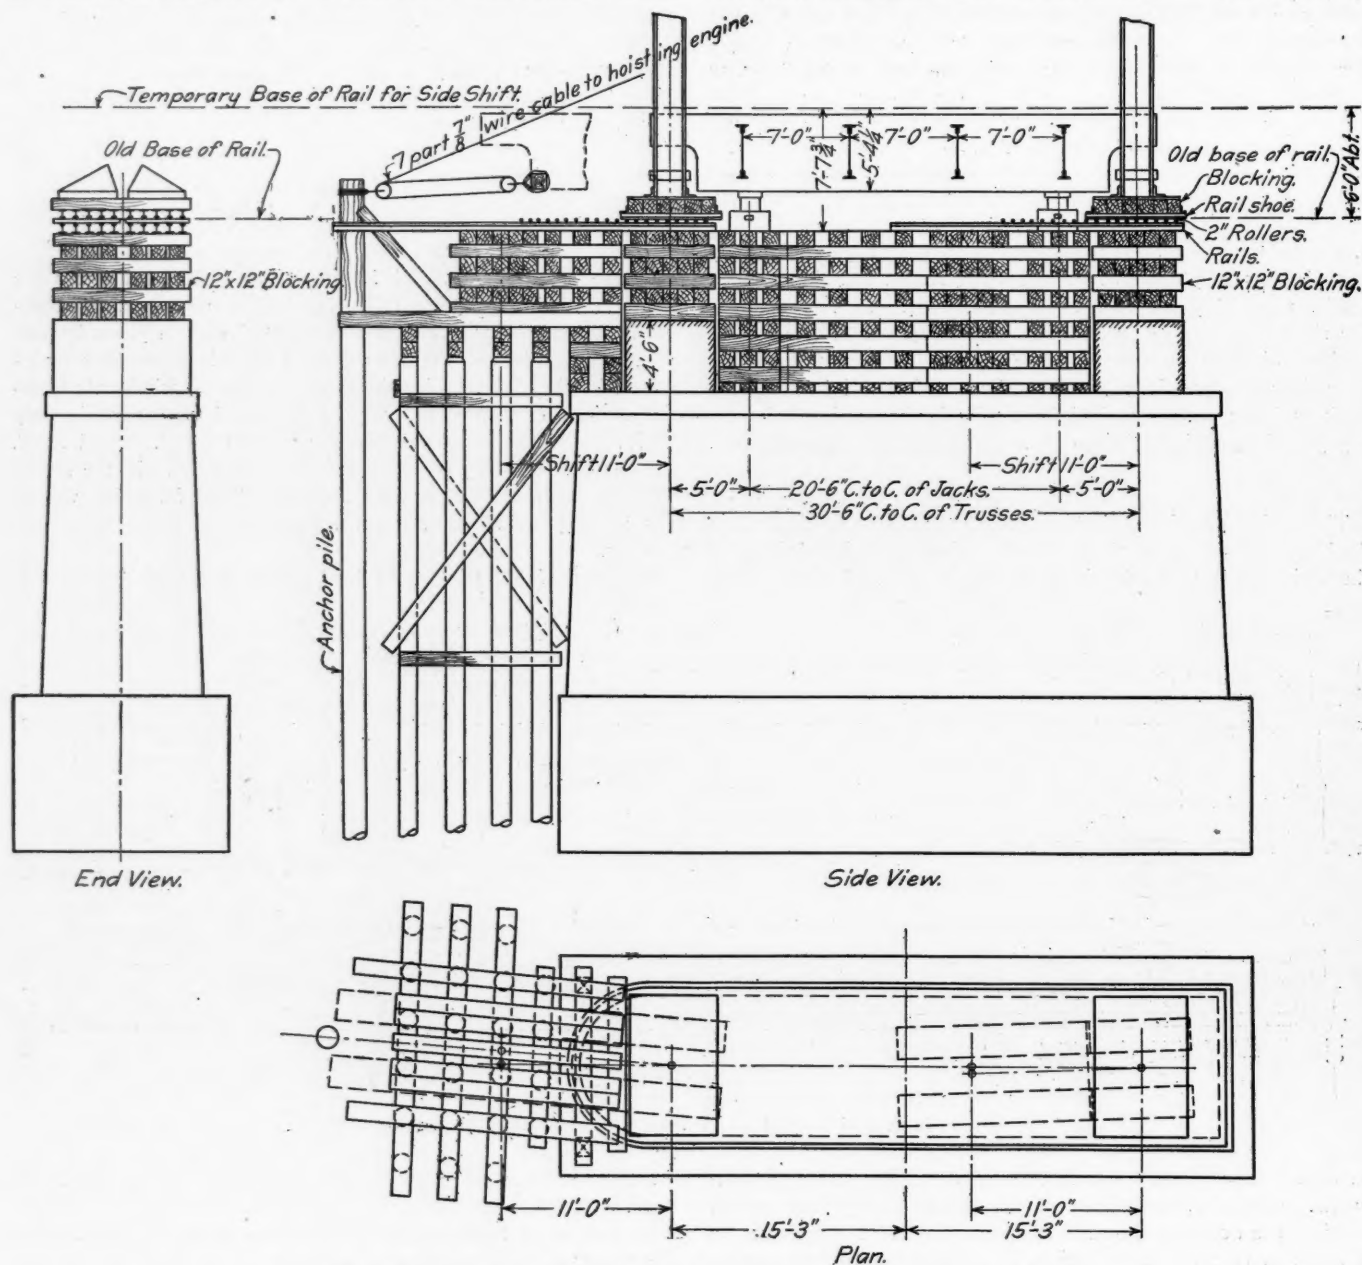 Temporary Base of Rail for Side Shift.
7 part 7/8" wire cable to hoisting engine.
Old Base of Rail.
7'-0"
7'-0"
7'-0"
7'-7 3/4"
5'-4 1/4"
6'-0" Abt.
Old base of rail.
Blocking.
Rail shoe.
2" Rollers.
Rails.
12"x12" Blocking.
12"x12" Blocking.
4'-6"
Shift 11'-0"
Shift 11'-0"
5'-0"
20'-6" C. to C. of Jacks.
5'-0"
30'-6" C. to C. of Trusses.
Anchor pile.
End View.
Side View.
11'-0"
11'-0"
15'-3"
15'-3"
Plan.